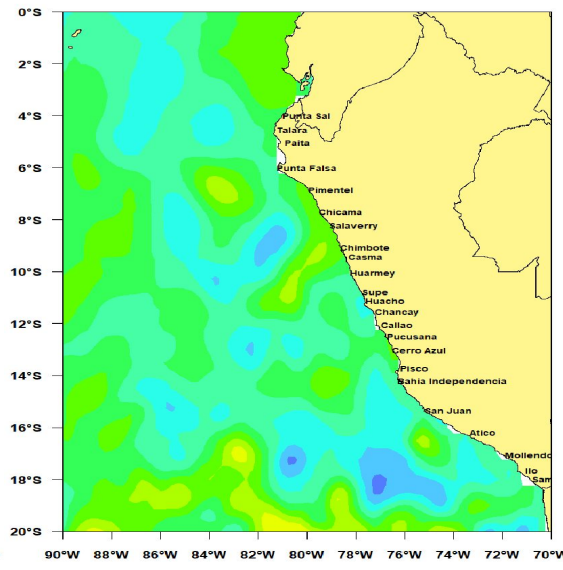 0°S
2°S
4°S
6°S
8°S
10°S
12°S
14°S
16°S
18°S
20°S
Punta Sal
Talara
Paita
Punta Falsa
Pimentel
Chicama
Salaverry
Chimbote
Casma
Huarmey
Supe
Huacho
Chancay
Callao
Pucusana
Cerro Azul
Pisco
Bahia Independencia
San Juan
Atico
Mollendo
Ilo
Sam
90°W 88°W 86°W 84°W 82°W 80°W 78°W 76°W 74°W 72°W 70°W